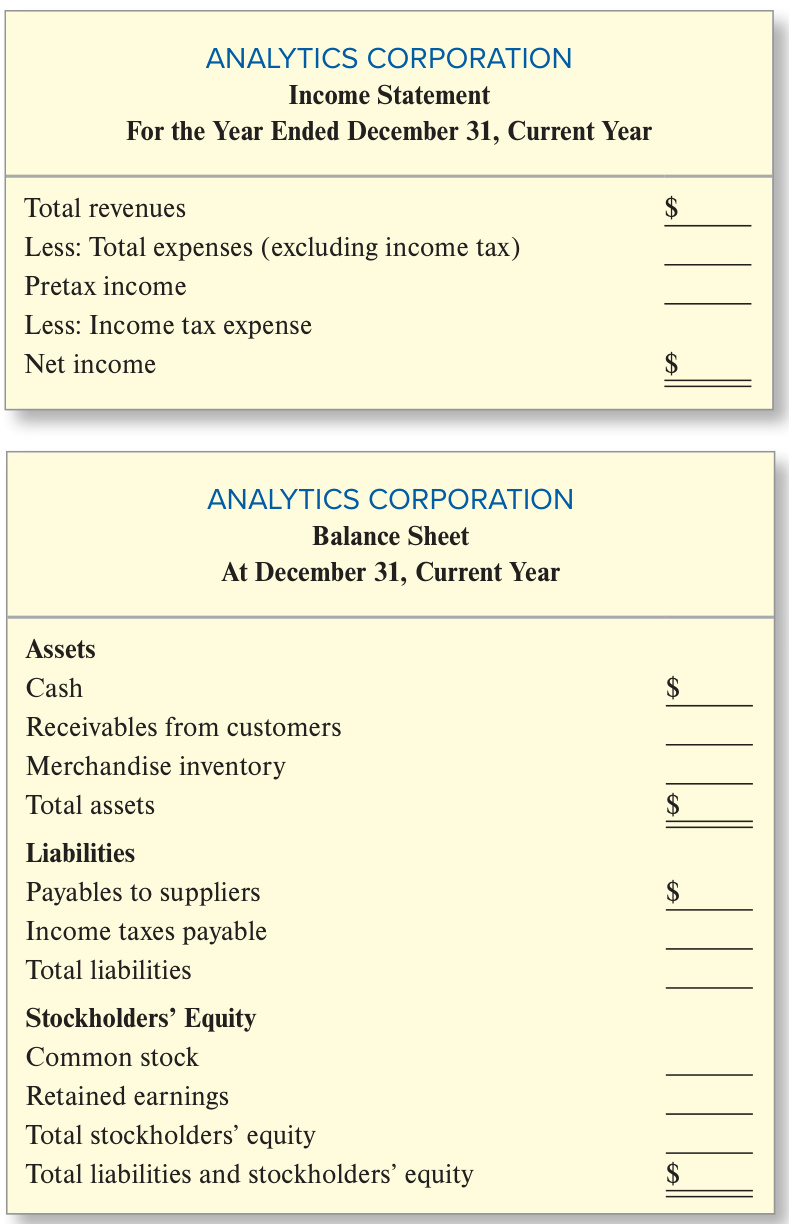 ANALYTICS CORPORATION
Income Statement
For the Year Ended December 31, Current Year
Total revenues $
Less: Total expenses (excluding income tax)
Pretax income
Less: Income tax expense
Net income $
ANALYTICS CORPORATION
Balance Sheet
At December 31, Current Year
Assets
Cash $
Receivables from customers
Merchandise inventory
Total assets $
Liabilities
Payables to suppliers $
Income taxes payable
Total liabilities
Stockholders’ Equity
Common stock
Retained earnings
Total stockholders’ equity
Total liabilities and stockholders’ equity $